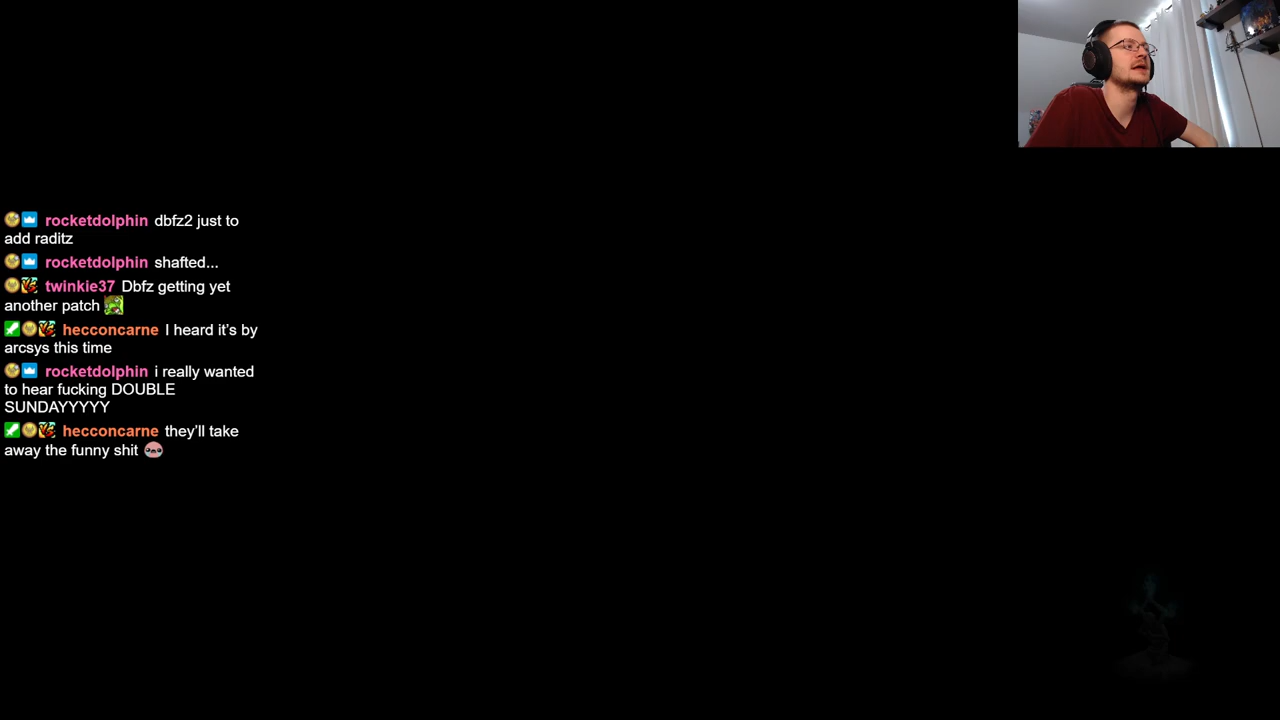 rocketdolphin dbfz2 just to
add raditz
rocketdolphin shafted...
twinkie37 Dbfz getting yet
another patch
hecconcarne I heard it's by
arcsys this time
rocketdolphin i really wanted
to hear fucking DOUBLE
SUNDAYYYYY
hecconcarne they'll take
away the funny shit